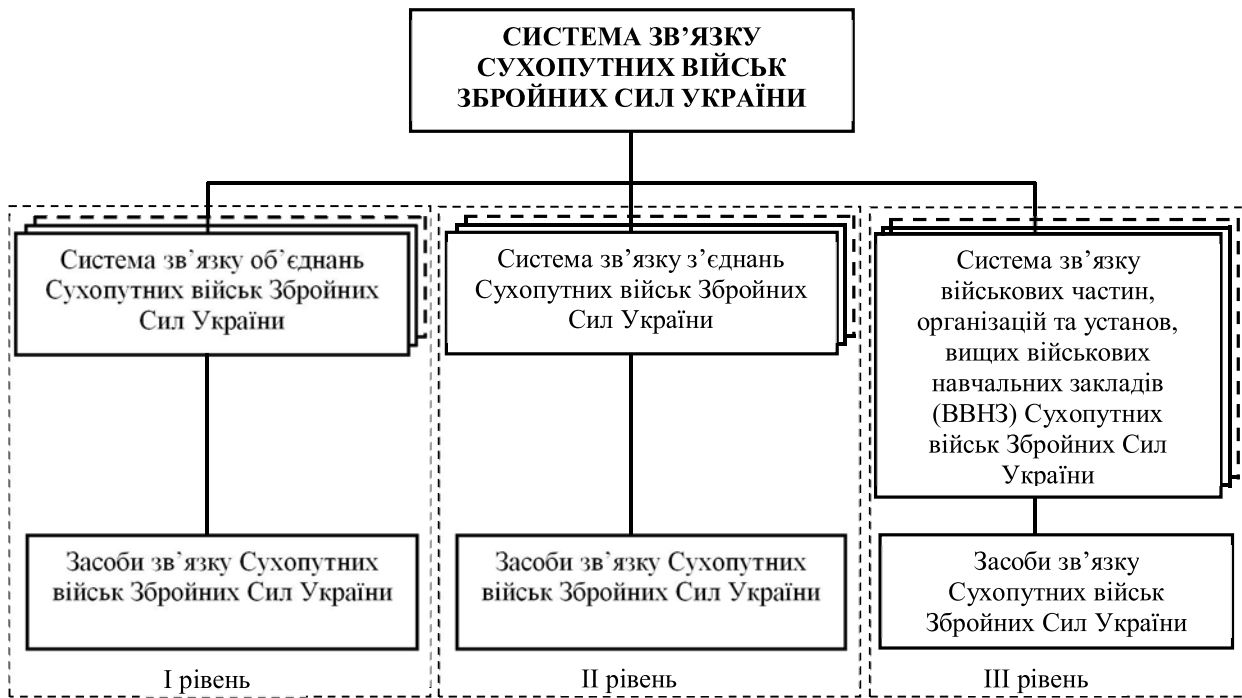 СИСТЕМА ЗВ’ЯЗКУ
СУХОПУТНИХ ВІЙСЬК
ЗБРОЙНИХ СИЛ УКРАЇНИ
Система зв’язку об’єднань
Сухопутних військ Збройних
Сил України
Засоби зв’язку Сухопутних
військ Збройних Сил України
I рівень
Система зв’язку з’єднань
Сухопутних військ Збройних
Сил України
Засоби зв’язку Сухопутних
військ Збройних Сил України
II рівень
Система зв’язку
військових частин,
організацій та установ,
вищих військових
навчальних закладів
(ВВНЗ) Сухопутних
військ Збройних Сил
України
Засоби зв’язку
Сухопутних військ
Збройних Сил України
III рівень